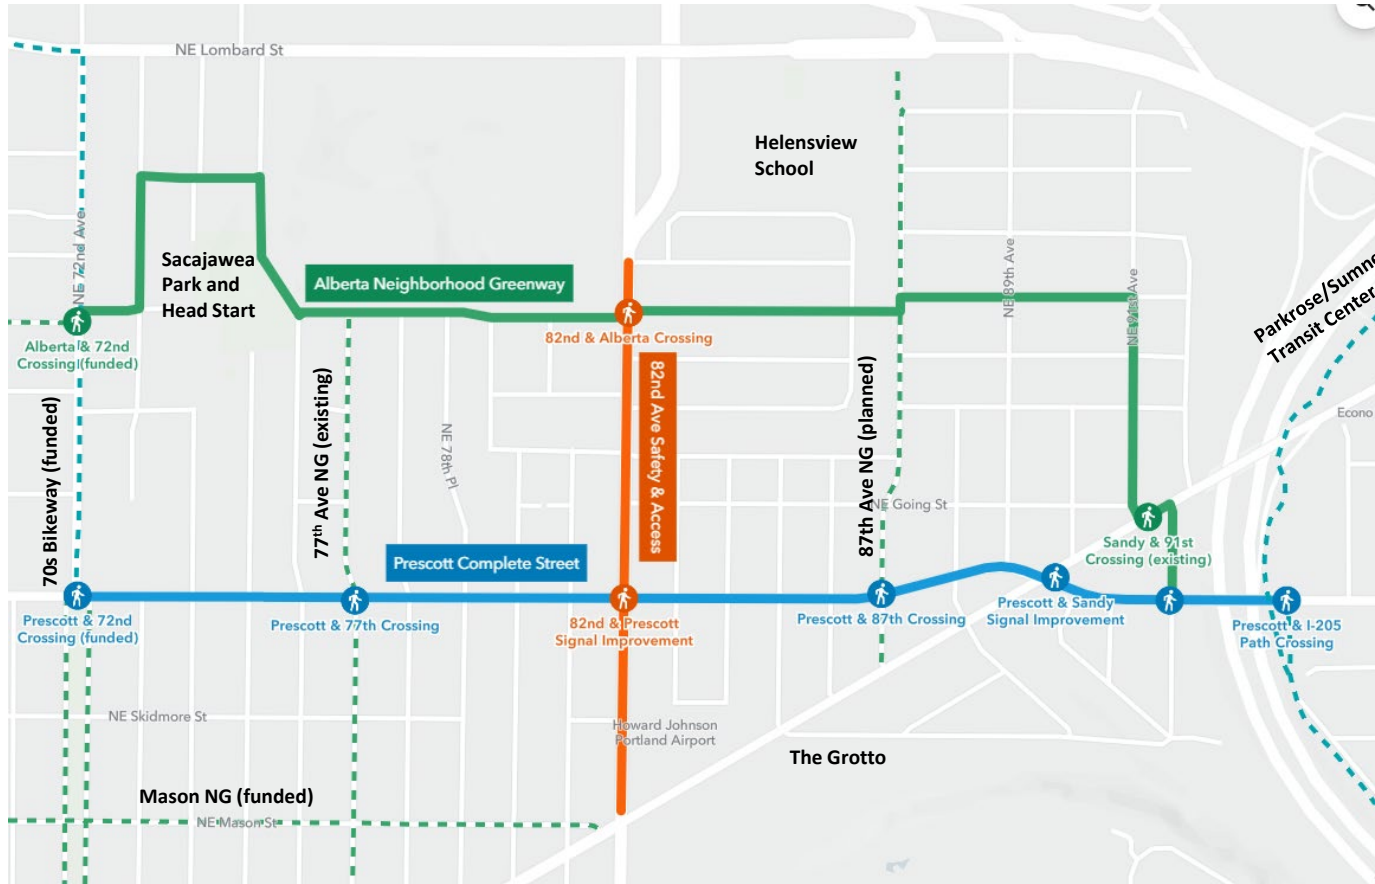 NE Lombard St
Helensview
School
NE 72nd Ave
Sacajawea
Park and
Head Start
Alberta Neighborhood Greenway
NE 89th Ave
NE 91st Ave
Parkrose/Sumne
Transit Center
82nd & Alberta Crossing
Alberta & 72nd
Crossing (funded)
70s Bikeway (funded)
77th Ave NG (existing)
NE 78th Pl
82nd Ave Safety & Access
87th Ave NG (planned)
Econo
NE Going St
Sandy & 91st
Crossing (existing)
Prescott Complete Street
Prescott & 72nd
Crossing (funded)
Prescott & 77th Crossing
82nd & Prescott
Signal Improvement
Prescott & 87th Crossing
Prescott & Sandy
Signal Improvement
Prescott & I-205
Path Crossing
NE Skidmore St
Howard Johnson
Portland Airport
The Grotto
Mason NG (funded)
NE Mason St